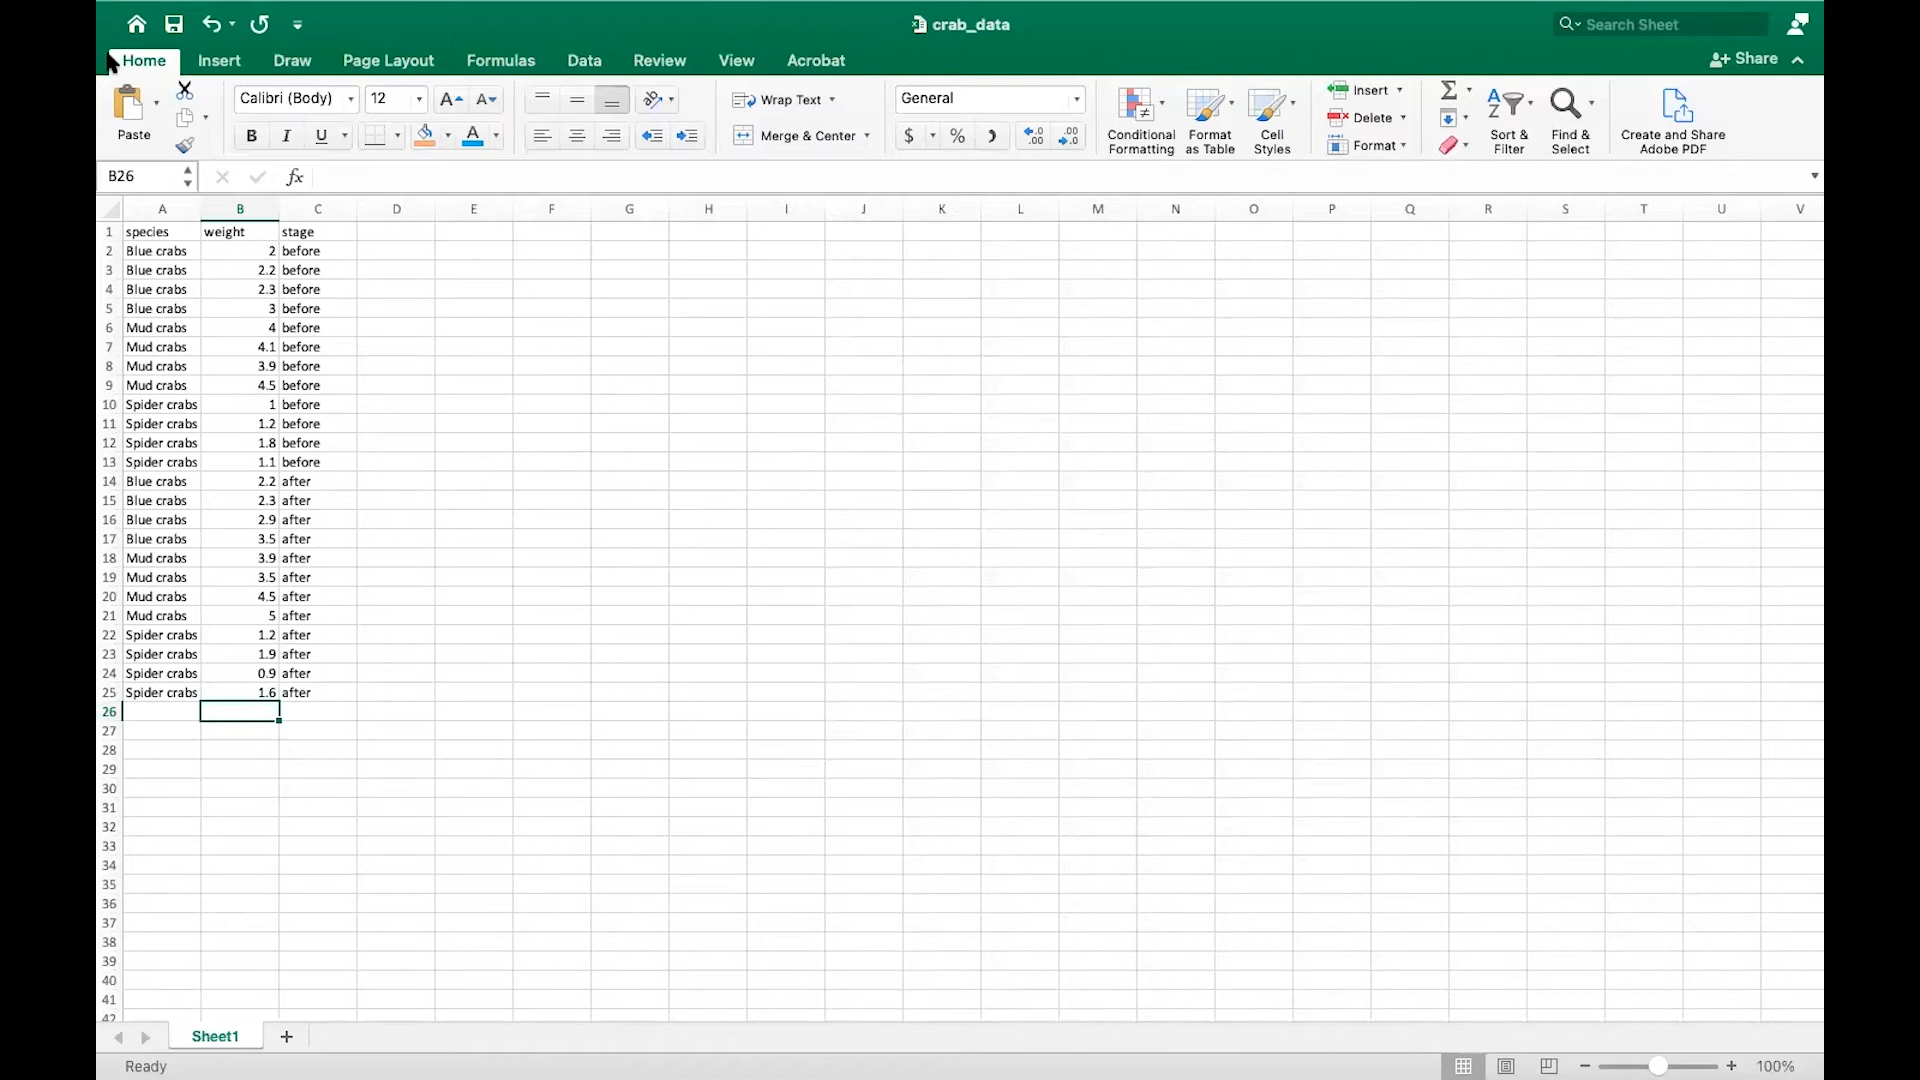 crab_data
Search Sheet
Home Insert Draw Page Layout Formulas Data Review View Acrobat
Share
Paste
Calibri (Body) 12
Wrap Text
General
Merge & Center
Conditional Formatting
Format as Table
Cell Styles
Insert
Delete
Format
Sort & Filter
Find & Select
Create and Share Adobe PDF
B26 fx
A B C D E F G H I J K L M N O P Q R S T U V
1 species weight stage
2 Blue crabs 2 before
3 Blue crabs 2.2 before
4 Blue crabs 2.3 before
5 Blue crabs 3 before
6 Mud crabs 4 before
7 Mud crabs 4.1 before
8 Mud crabs 3.9 before
9 Mud crabs 4.5 before
10 Spider crabs 1 before
11 Spider crabs 1.2 before
12 Spider crabs 1.8 before
13 Spider crabs 1.1 before
14 Blue crabs 2.2 after
15 Blue crabs 2.3 after
16 Blue crabs 2.9 after
17 Blue crabs 3.5 after
18 Mud crabs 3.9 after
19 Mud crabs 3.5 after
20 Mud crabs 4.5 after
21 Mud crabs 5 after
22 Spider crabs 1.2 after
23 Spider crabs 1.9 after
24 Spider crabs 0.9 after
25 Spider crabs 1.6 after
26
27
28
29
30
31
32
33
34
35
36
37
38
39
40
41
42
Sheet1
Ready
100%